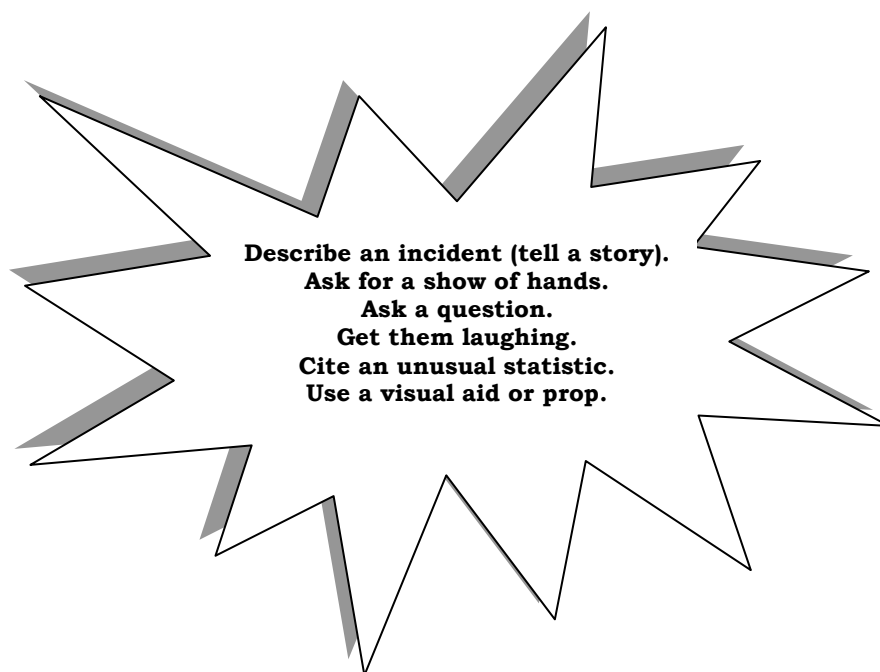 Describe an incident (tell a story).
Ask for a show of hands.
Ask a question.
Get them laughing.
Cite an unusual statistic.
Use a visual aid or prop.